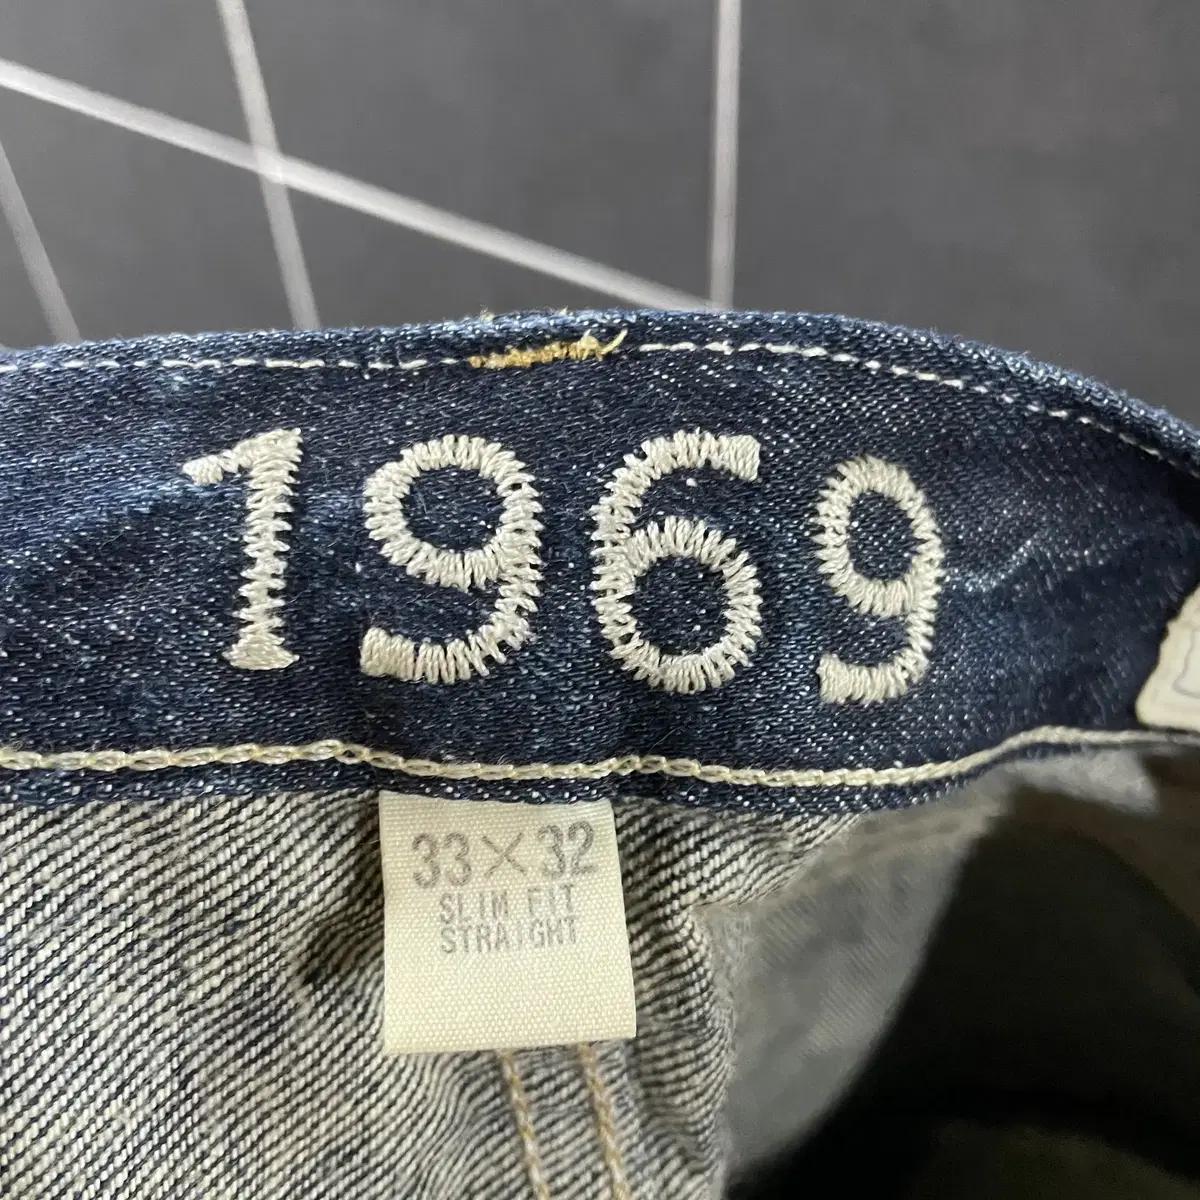 1969
33×32
SLIM FIT
STRAIGHT